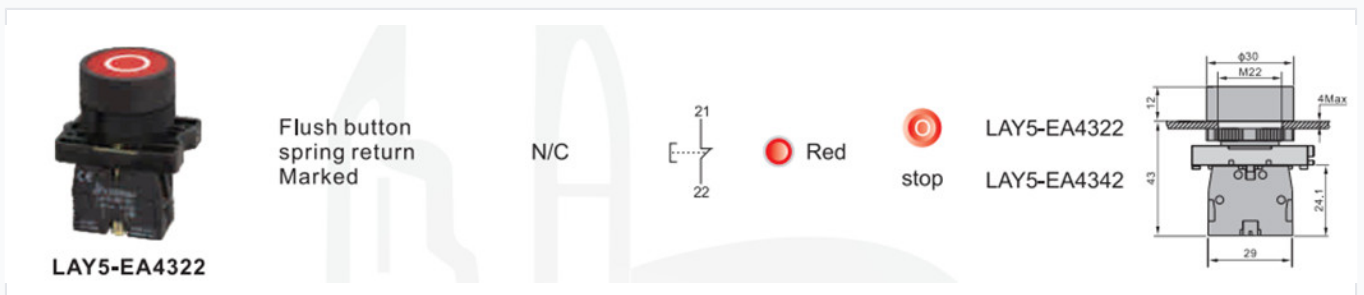 LAY5-EA4322
Flush button
spring return
Marked
N/C
21
22
Red
O
LAY5-EA4322
stop
LAY5-EA4342
ϕ30
M22
12
4Max
43
24,1
29